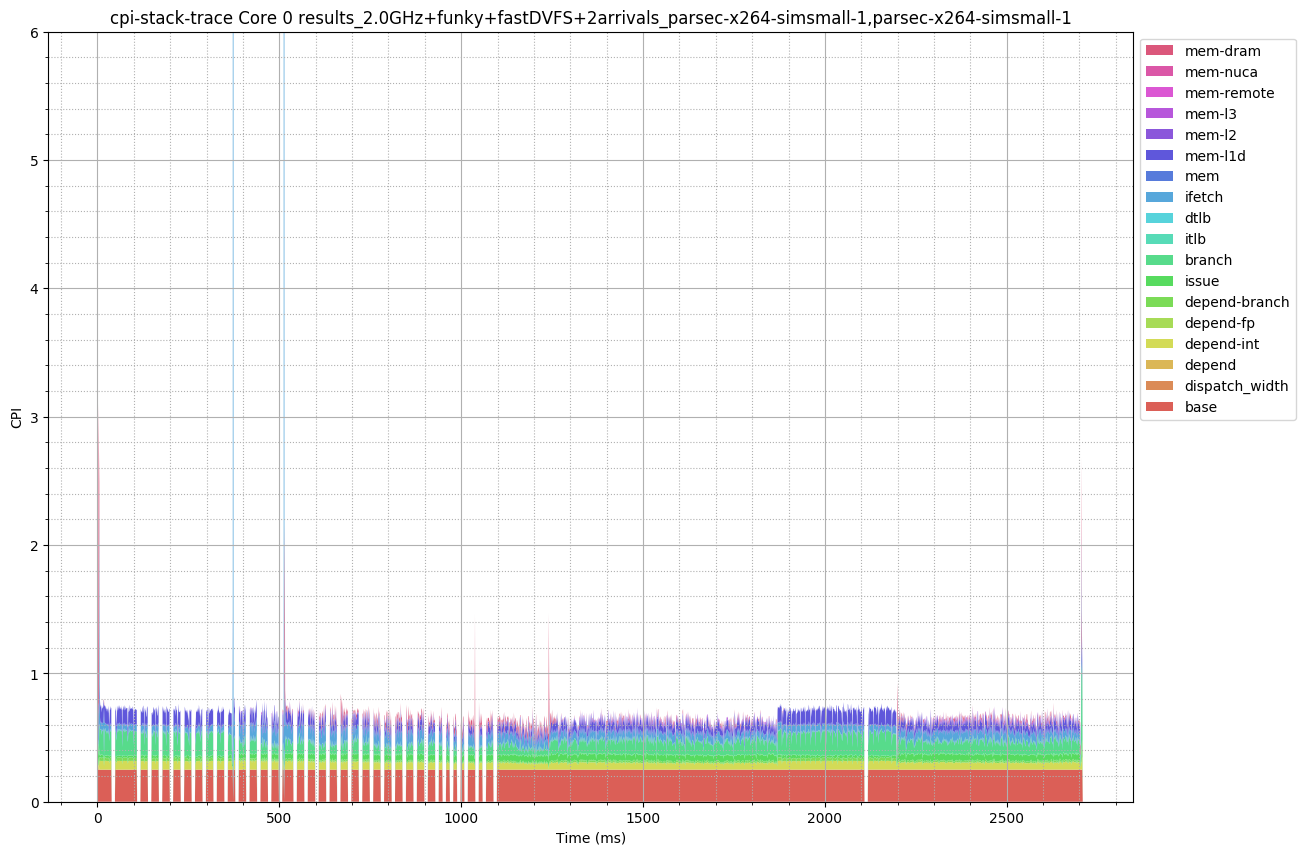 cpi-stack-trace Core 0 results_2.0GHz+funky+fastDVFS+2arrivals_parsec-x264-simsmall-1,parsec-x264-simsmall-1
6
5
4
3
2
1
0
CPI
0
500
1000
1500
2000
2500
Time (ms)
mem-dram
mem-nuca
mem-remote
mem-l3
mem-l2
mem-l1d
mem
ifetch
dtlb
itlb
branch
issue
depend-branch
depend-fp
depend-int
depend
dispatch_width
base